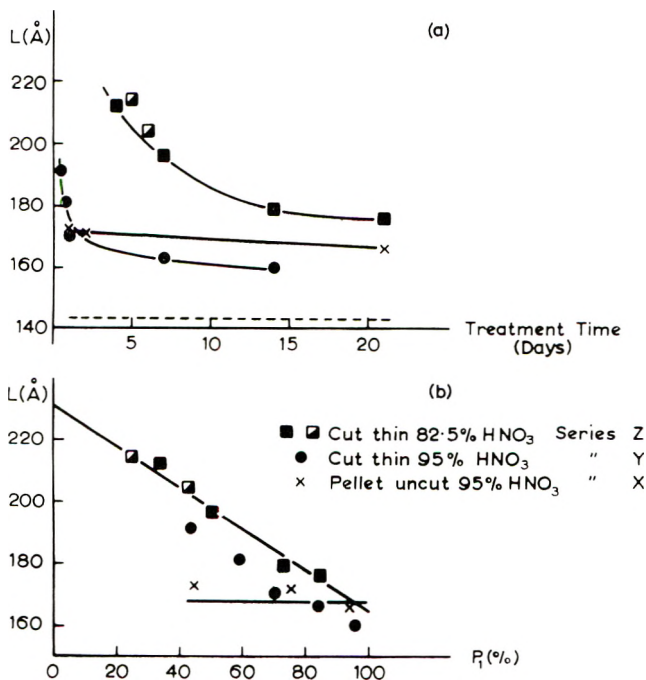 L(Å)
(a)
220
200
180
160
140
5
10
15
20
Treatment Time
(Days)
L(Å)
(b)
220
200
180
160
Cut thin 82·5% HNO₃ Series Z
Cut thin 95% HNO₃ " Y
Pellet uncut 95% HNO₃ " X
0
20
40
60
80
100
P₁(%)